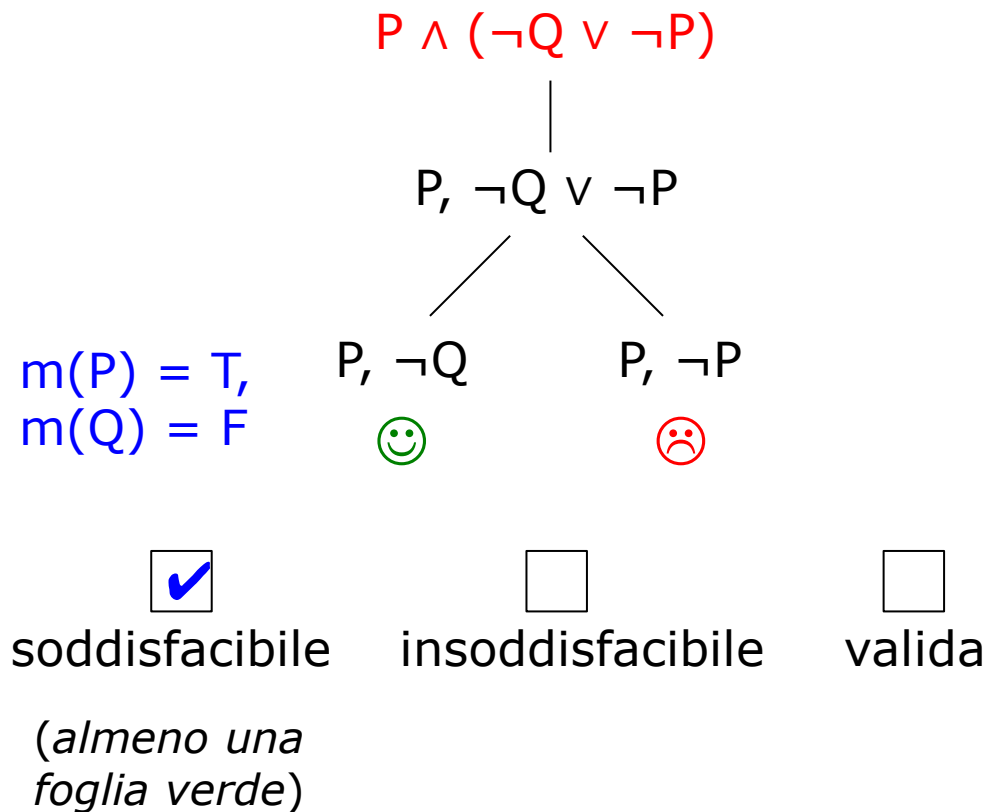 P ∧ (¬Q ∨ ¬P)
P, ¬Q ∨ ¬P
P, ¬Q
P, ¬P
m(P) = T,
m(Q) = F
soddisfacibile
insoddisfacibile
valida
(almeno una
foglia verde)